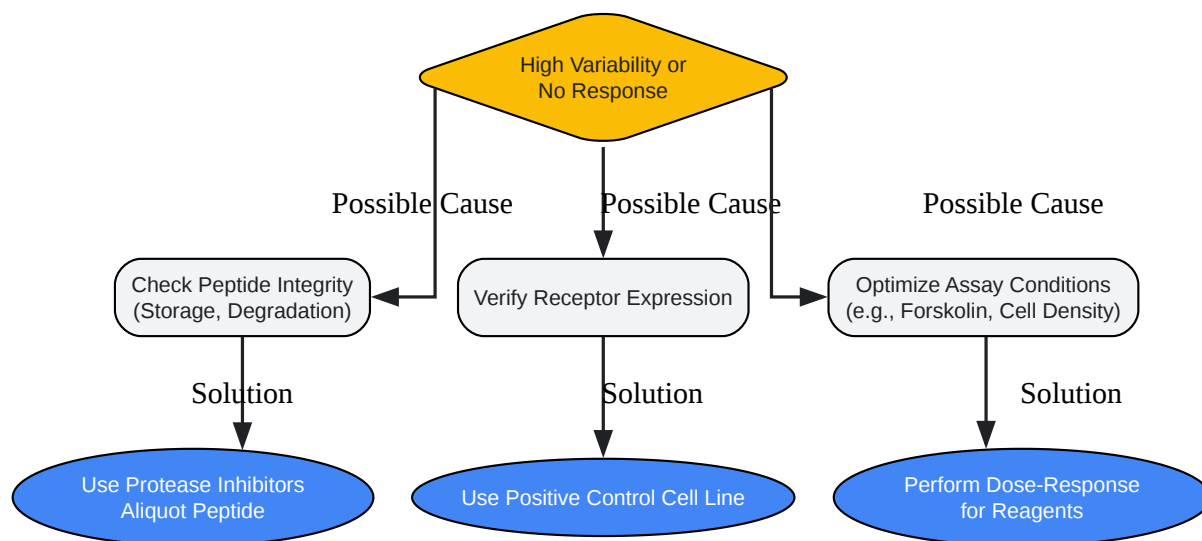 High Variability or
No Response
Possible Cause
Possible Cause
Possible Cause
Check Peptide Integrity
(Storage, Degradation)
Verify Receptor Expression
Optimize Assay Conditions
(e.g., Forskolin, Cell Density)
Solution
Solution
Solution
Use Protease Inhibitors
Aliquot Peptide
Use Positive Control Cell Line
Perform Dose-Response
for Reagents